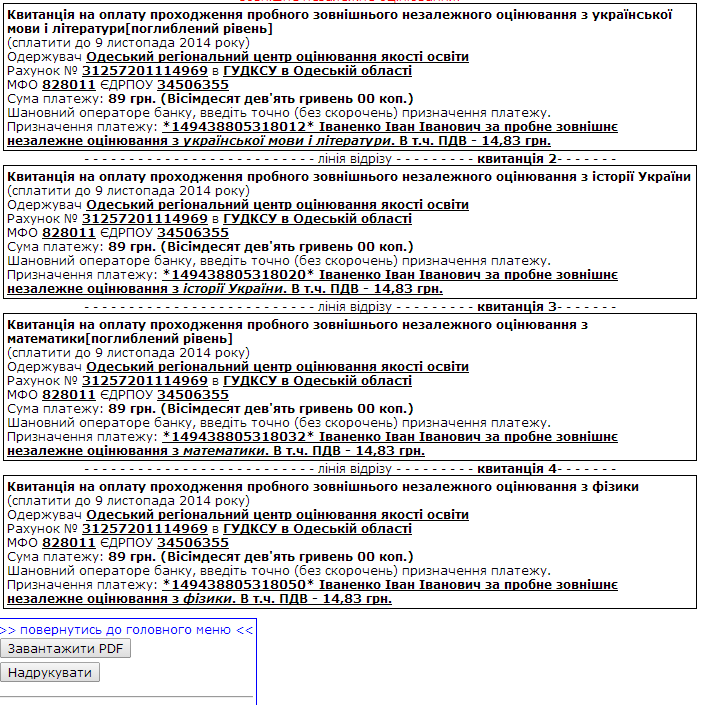 Квитанція на оплату проходження пробного зовнішнього незалежного оцінювання з української
мови і літератури[поглиблений рівень]
(сплатити до 9 листопада 2014 року)
Одержувач Одеський регіональний центр оцінювання якості освіти
Рахунок № 31257201114969 в ГУДКСУ в Одеській області
МФО 828011 ЄДРПОУ 34506355
Сума платежу: 89 грн. (Вісімдесят дев'ять гривень 00 коп.)
Шановний операторе банку, введіть точно (без скорочень) призначення платежу.
Призначення платежу: *149438805318012* Іваненко Іван Іванович за пробне зовнішнє
незалежне оцінювання з української мови і літератури. В т.ч. ПДВ - 14,83 грн.
- - - - - - - - - - - - - - - - - - - - - - - - - - лінія відрізу - - - - - - - - - квитанція 2- - - - - - -
Квитанція на оплату проходження пробного зовнішнього незалежного оцінювання з історії України
(сплатити до 9 листопада 2014 року)
Одержувач Одеський регіональний центр оцінювання якості освіти
Рахунок № 31257201114969 в ГУДКСУ в Одеській області
МФО 828011 ЄДРПОУ 34506355
Сума платежу: 89 грн. (Вісімдесят дев'ять гривень 00 коп.)
Шановний операторе банку, введіть точно (без скорочень) призначення платежу.
Призначення платежу: *149438805318020* Іваненко Іван Іванович за пробне зовнішнє
незалежне оцінювання з історії України. В т.ч. ПДВ - 14,83 грн.
- - - - - - - - - - - - - - - - - - - - - - - - - - лінія відрізу - - - - - - - - - квитанція 3- - - - - - -
Квитанція на оплату проходження пробного зовнішнього незалежного оцінювання з
математики[поглиблений рівень]
(сплатити до 9 листопада 2014 року)
Одержувач Одеський регіональний центр оцінювання якості освіти
Рахунок № 31257201114969 в ГУДКСУ в Одеській області
МФО 828011 ЄДРПОУ 34506355
Сума платежу: 89 грн. (Вісімдесят дев'ять гривень 00 коп.)
Шановний операторе банку, введіть точно (без скорочень) призначення платежу.
Призначення платежу: *149438805318032* Іваненко Іван Іванович за пробне зовнішнє
незалежне оцінювання з математики. В т.ч. ПДВ - 14,83 грн.
- - - - - - - - - - - - - - - - - - - - - - - - - - лінія відрізу - - - - - - - - - квитанція 4- - - - - - -
Квитанція на оплату проходження пробного зовнішнього незалежного оцінювання з фізики
(сплатити до 9 листопада 2014 року)
Одержувач Одеський регіональний центр оцінювання якості освіти
Рахунок № 31257201114969 в ГУДКСУ в Одеській області
МФО 828011 ЄДРПОУ 34506355
Сума платежу: 89 грн. (Вісімдесят дев'ять гривень 00 коп.)
Шановний операторе банку, введіть точно (без скорочень) призначення платежу.
Призначення платежу: *149438805318050* Іваненко Іван Іванович за пробне зовнішнє
незалежне оцінювання з фізики. В т.ч. ПДВ - 14,83 грн.
>> повернутись до головного меню <<
Завантажити PDF
Надрукувати